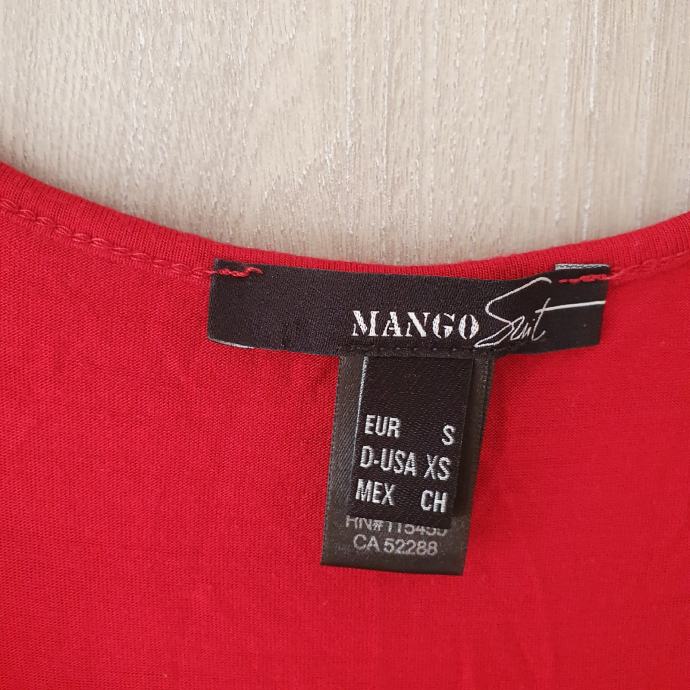 MANGO Suit
EUR S
D-USA XS
MEX CH
CA 52288